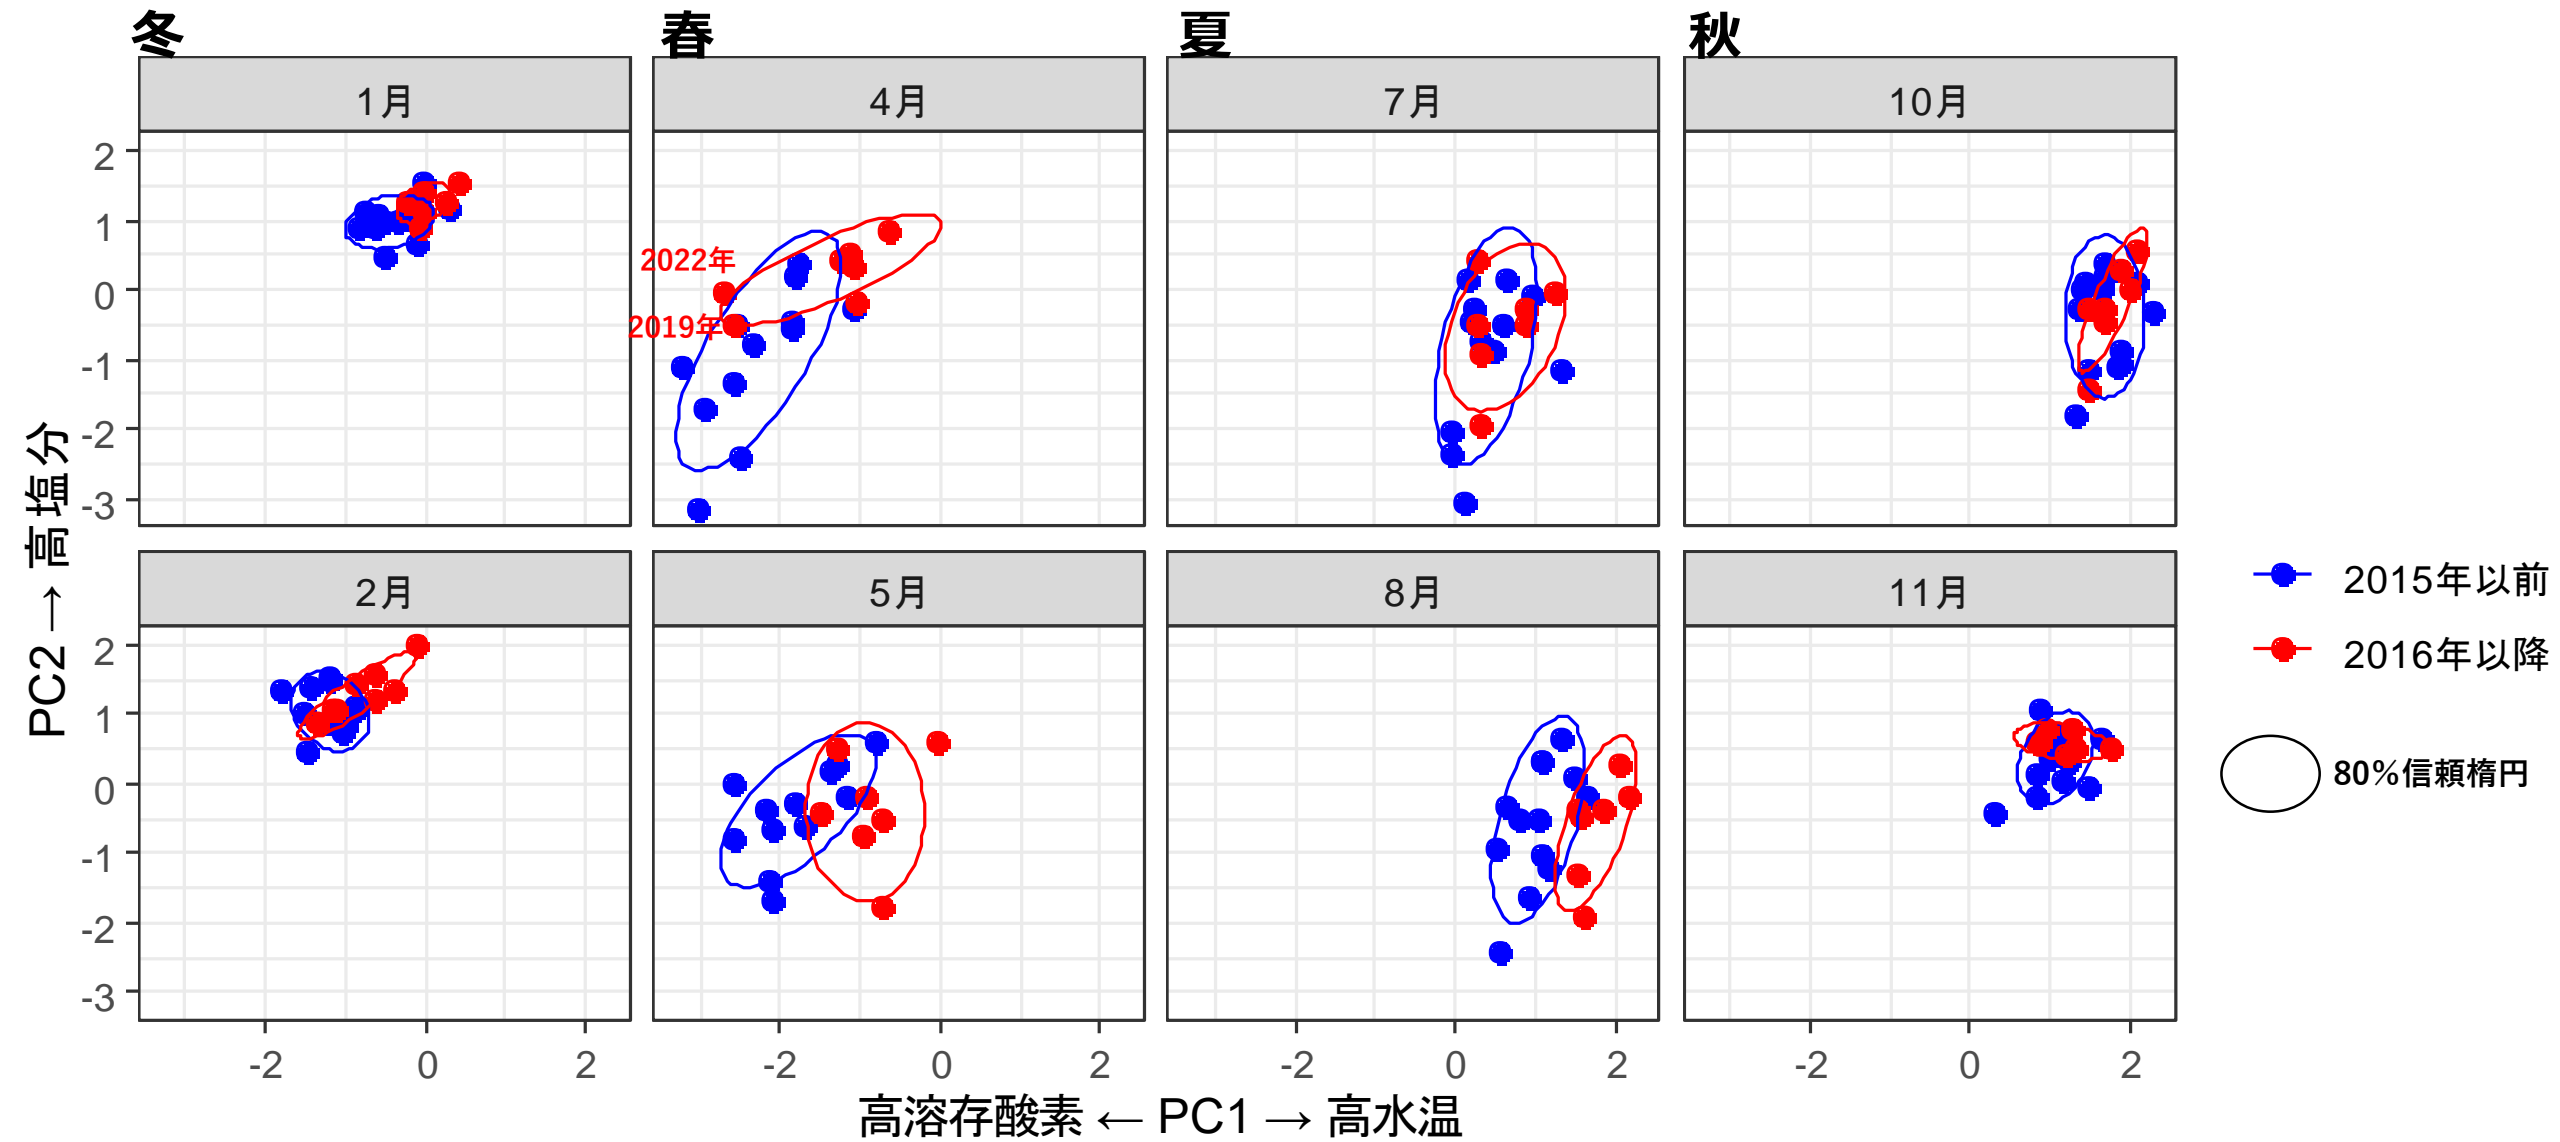 冬 春 夏 秋
1月 4月 7月 10月
2
1
0
-1
-2
-3
2022年
2019年
2月 5月 8月 11月
2
1
0
-1
-2
-3
-2 0 2 -2 0 2 -2 0 2 -2 0 2
PC2 → 高塩分
高溶存酸素 ← PC1 → 高水温
2015年以前
2016年以降
80%信頼楕円